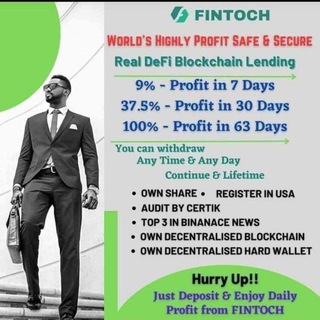 FINTOCH
WORLD'S HIGHLY PROFIT SAFE & SECURE
Real DeFi Blockchain Lending
9% - Profit in 7 Days
37.5% - Profit in 30 Days
100% - Profit in 63 Days
You can withdraw
Any Time & Any Day
Continue & Lifetime
• OWN SHARE • REGISTER IN USA
• AUDIT BY CERTIK
• TOP 3 IN BINANACE NEWS
• OWN DECENTRALISED BLOCKCHAIN
• OWN DECENTRALISED HARD WALLET
Hurry Up!!
Just Deposit & Enjoy Daily
Profit from FINTOCH